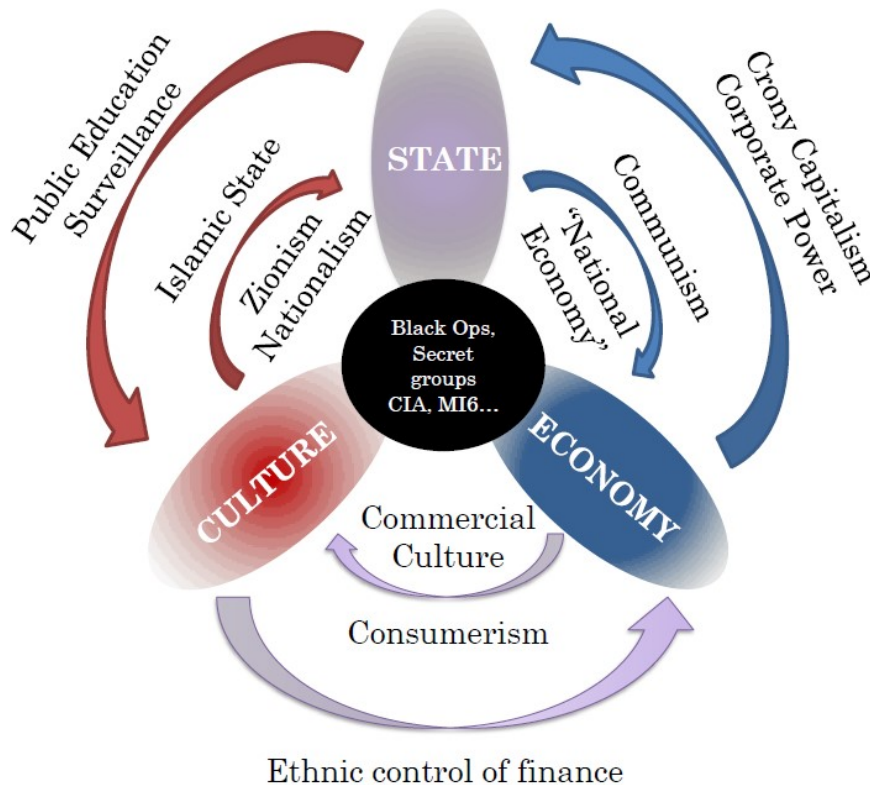 Public Education
Surveillance
Islamic State
Zionism
Nationalism
STATE
"National
Economy"
Communism
Crony Capitalism
Corporate Power
Black Ops,
Secret
groups
CIA, MI6...
CULTURE
ECONOMY
Commercial
Culture
Consumerism
Ethnic control of finance